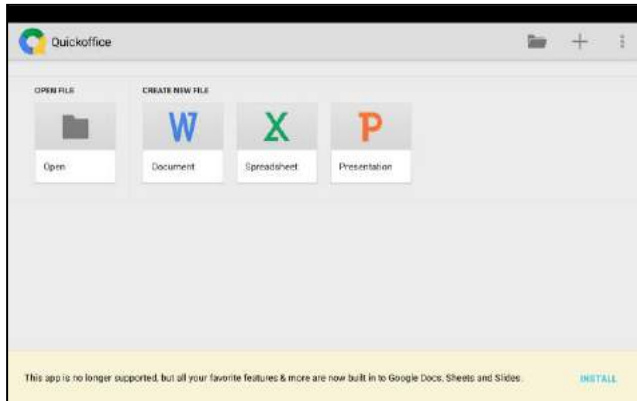 Quickoffice
OPEN FILE
CREATE NEW FILE
W
X
P
Open
Document
Spreadsheet
Presentation
This app is no longer supported, but all your favorite features & more are now built in to Google Docs, Sheets and Slides.
INSTALL